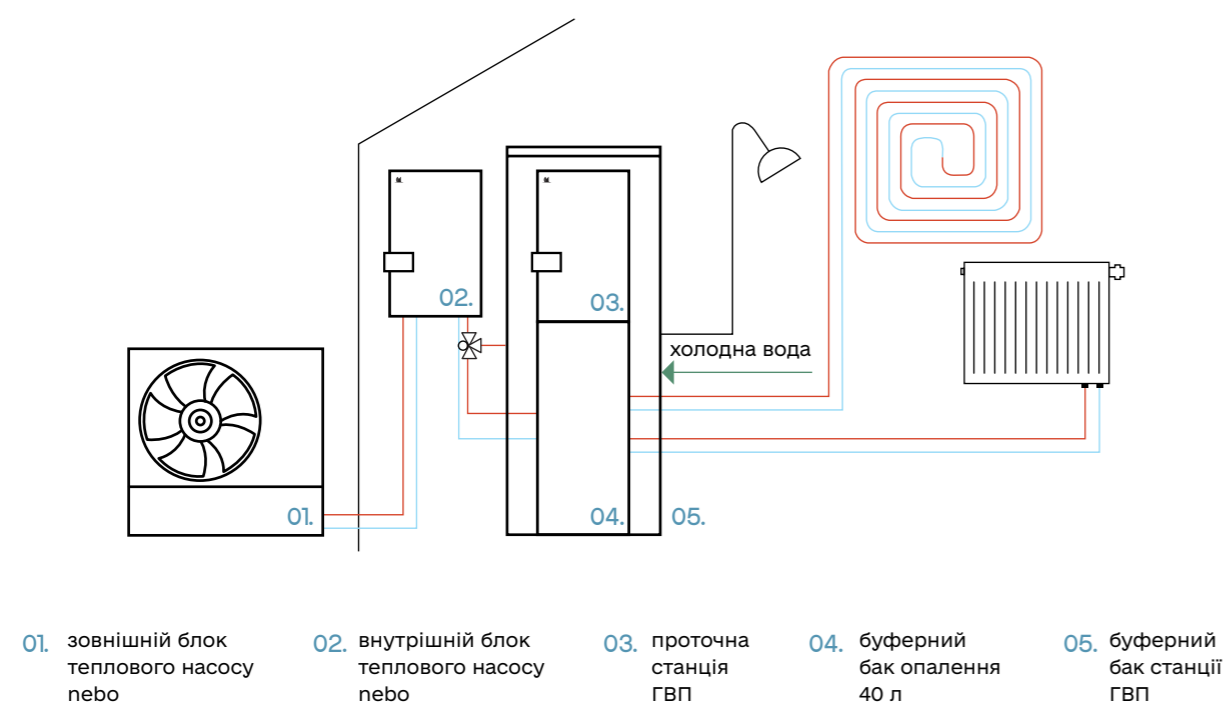 02.
03.
холодна вода
01.
04.
05.
01. зовнішній блок
теплового насосу
nebo
02. внутрішній блок
теплового насосу
nebo
03. проточна
станція
ГВП
04. буферний
бак опалення
40 л
05. буферний
бак станції
ГВП